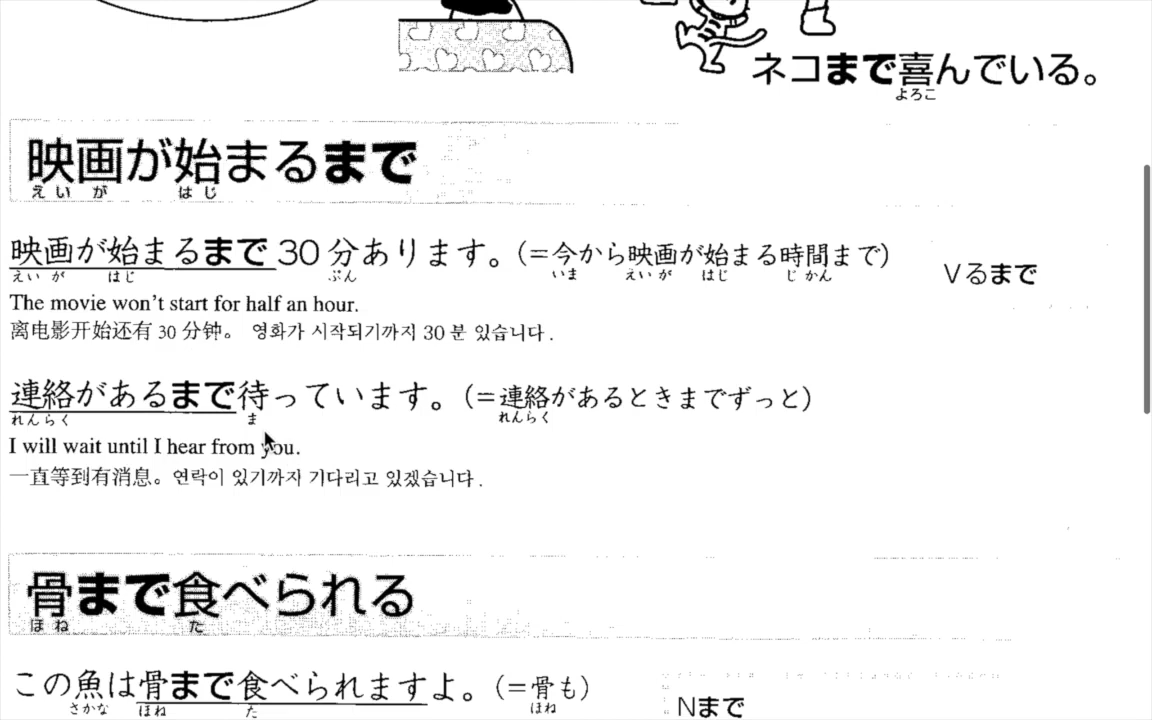 ネコまで喜んでいる。
よろこ
映画が始まるまで
えいが はじ
映画が始まるまで30分あります。(=今から映画が始まる時間まで)
えいが はじ ぷん いま えいが はじ じかん
Vるまで
The movie won't start for half an hour.
离电影开始还有 30 分钟。 영화가 시작되기까지 30 분 있습니다.
連絡があるまで待っています。(=連絡があるときまでずっと)
れんらく ま れんらく
I will wait until I hear from you.
一直等到有消息。 연락이 있기까지 기다리고 있겠습니다.
骨まで食べられる
ほね た
この魚は骨まで食べられますよ。(=骨も)
さかな ほね た ほね
Nまで